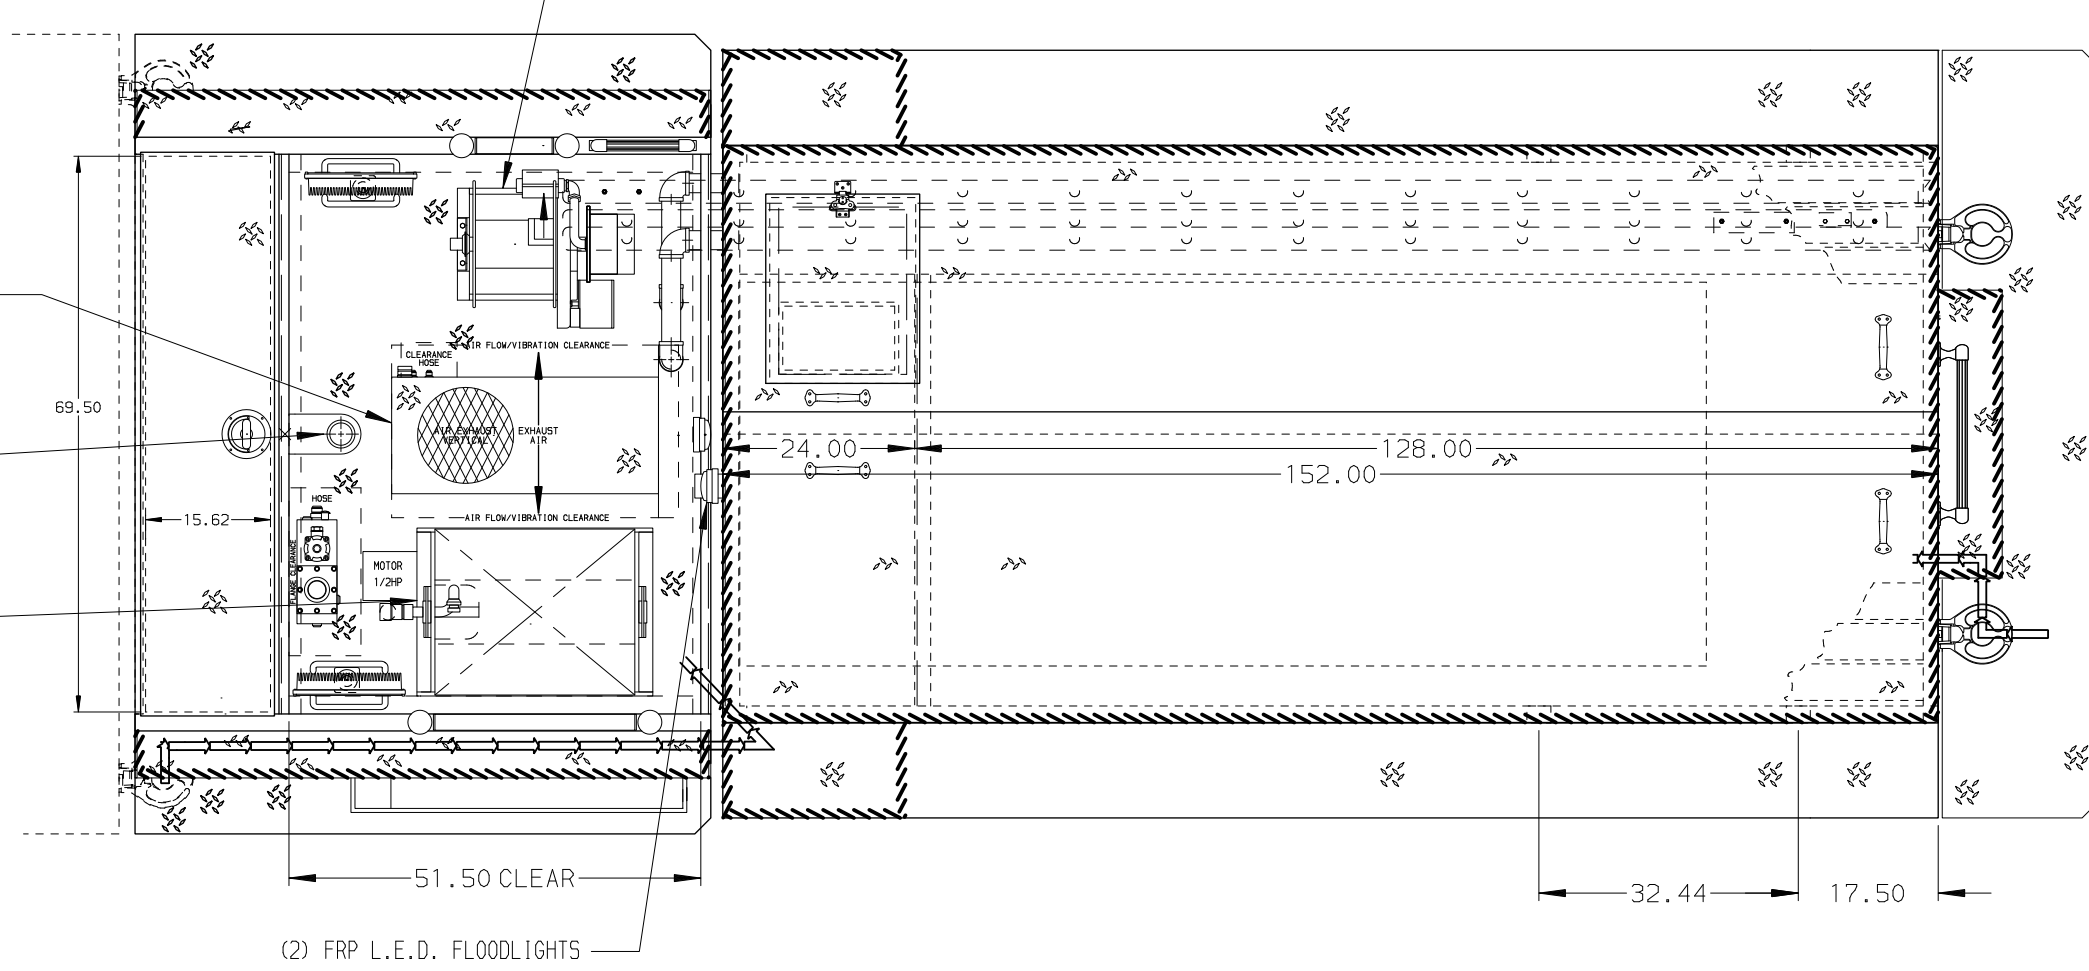 AIR FLOW/VIBRATION CLEARANCE
CLEARANCE
HOSE
69.50
AIR EXHAUST
VERTICAL
EXHAUST
AIR
24.00
128.00
152.00
HOSE
15.62
AIR FLOW/VIBRATION CLEARANCE
FLANGE CLEARANCE
MOTOR
1/2HP
51.50 CLEAR
32.44
17.50
(2) FRP L.E.D. FLOODLIGHTS